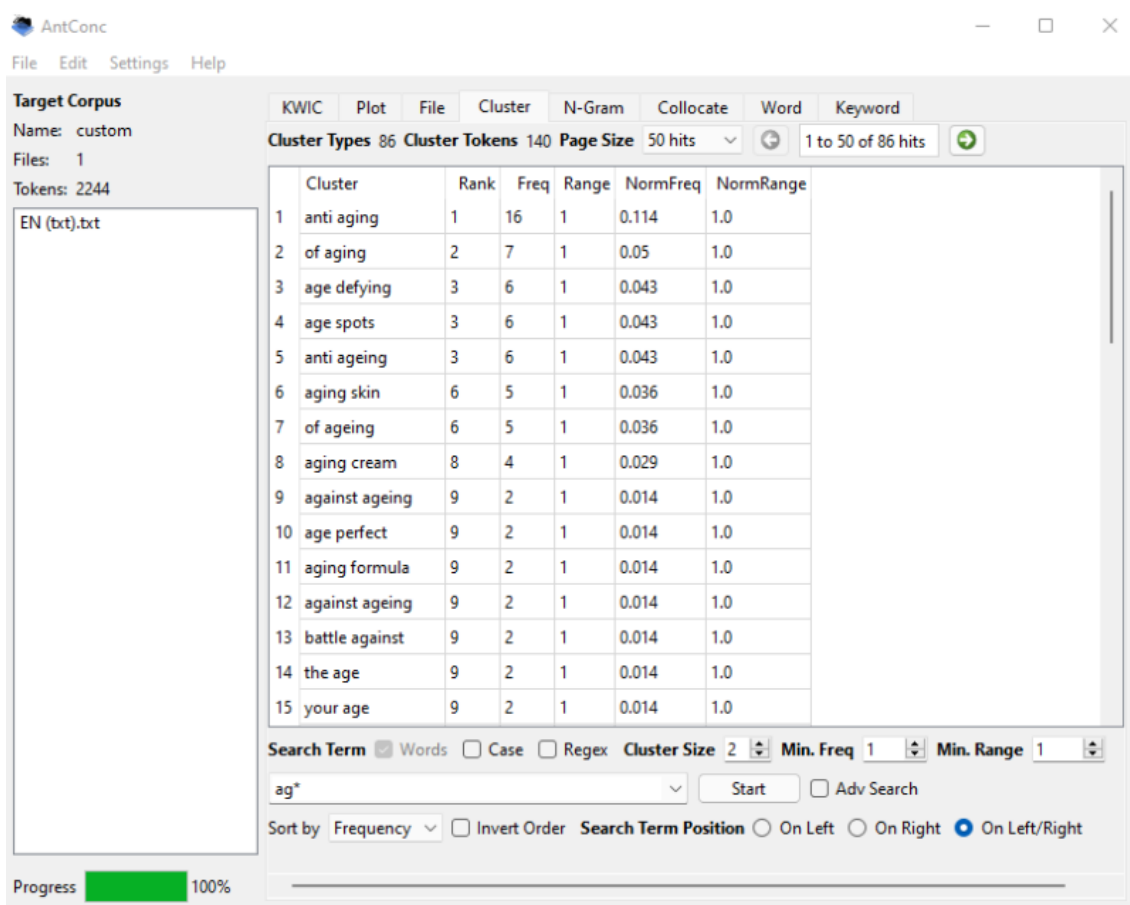 AntConc
File Edit Settings Help
Target Corpus
Name: custom
Files: 1
Tokens: 2244
EN (txt).txt
Progress 100%
KWIC Plot File Cluster N-Gram Collocate Word Keyword
Cluster Types 86 Cluster Tokens 140 Page Size 50 hits 1 to 50 of 86 hits
Cluster Rank Freq Range NormFreq NormRange
1 anti aging 1 16 1 0.114 1.0
2 of aging 2 7 1 0.05 1.0
3 age defying 3 6 1 0.043 1.0
4 age spots 3 6 1 0.043 1.0
5 anti ageing 3 6 1 0.043 1.0
6 aging skin 6 5 1 0.036 1.0
7 of ageing 6 5 1 0.036 1.0
8 aging cream 8 4 1 0.029 1.0
9 against ageing 9 2 1 0.014 1.0
10 age perfect 9 2 1 0.014 1.0
11 aging formula 9 2 1 0.014 1.0
12 against ageing 9 2 1 0.014 1.0
13 battle against 9 2 1 0.014 1.0
14 the age 9 2 1 0.014 1.0
15 your age 9 2 1 0.014 1.0
Search Term Words Case Regex Cluster Size 2 Min. Freq 1 Min. Range 1
ag* Start Adv Search
Sort by Frequency Invert Order Search Term Position On Left On Right On Left/Right